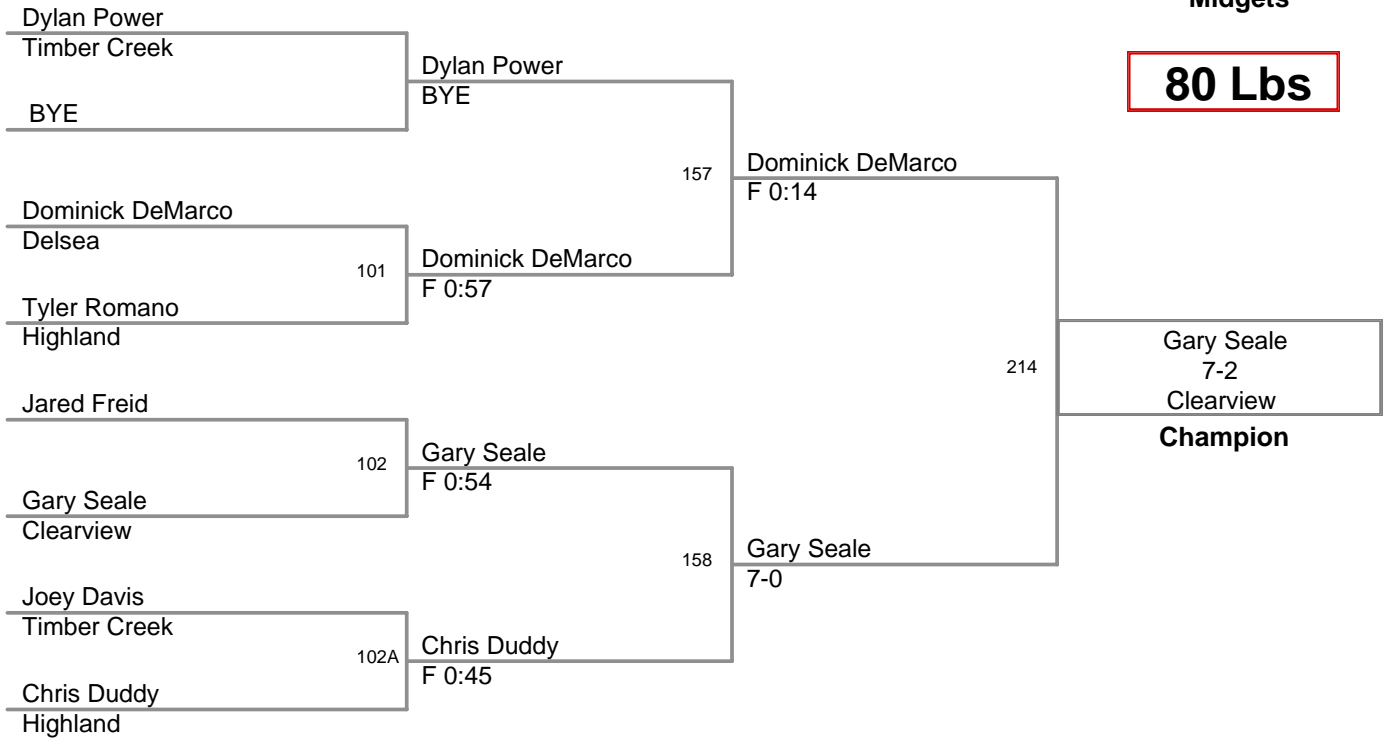 Midgets
80 Lbs
Dylan Power
Timber Creek
BYE
Dominick DeMarco
Delsea
101
Tyler Romano
Highland
Jared Freid
102
Gary Seale
Clearview
Joey Davis
Timber Creek
102A
Chris Duddy
Highland
Dylan Power
BYE
157
Dominick DeMarco
F 0:57
Gary Seale
F 0:54
158
Chris Duddy
F 0:45
Dominick DeMarco
F 0:14
214
Gary Seale
7-0
Gary Seale
7-2
Clearview
Champion